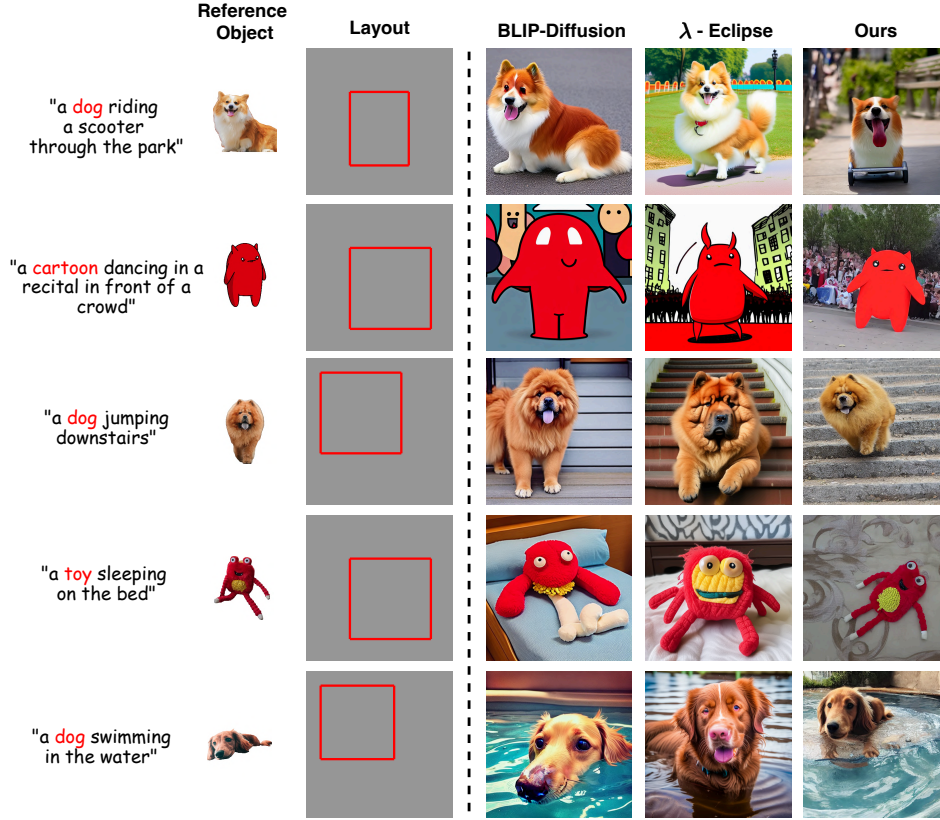 Reference
Object
Layout
BLIP-Diffusion
λ - Eclipse
Ours
"a dog riding
a scooter
through the park"
"a cartoon dancing in a
recital in front of a
crowd"
"a dog jumping
downstairs"
"a toy sleeping
on the bed"
"a dog swimming
in the water"